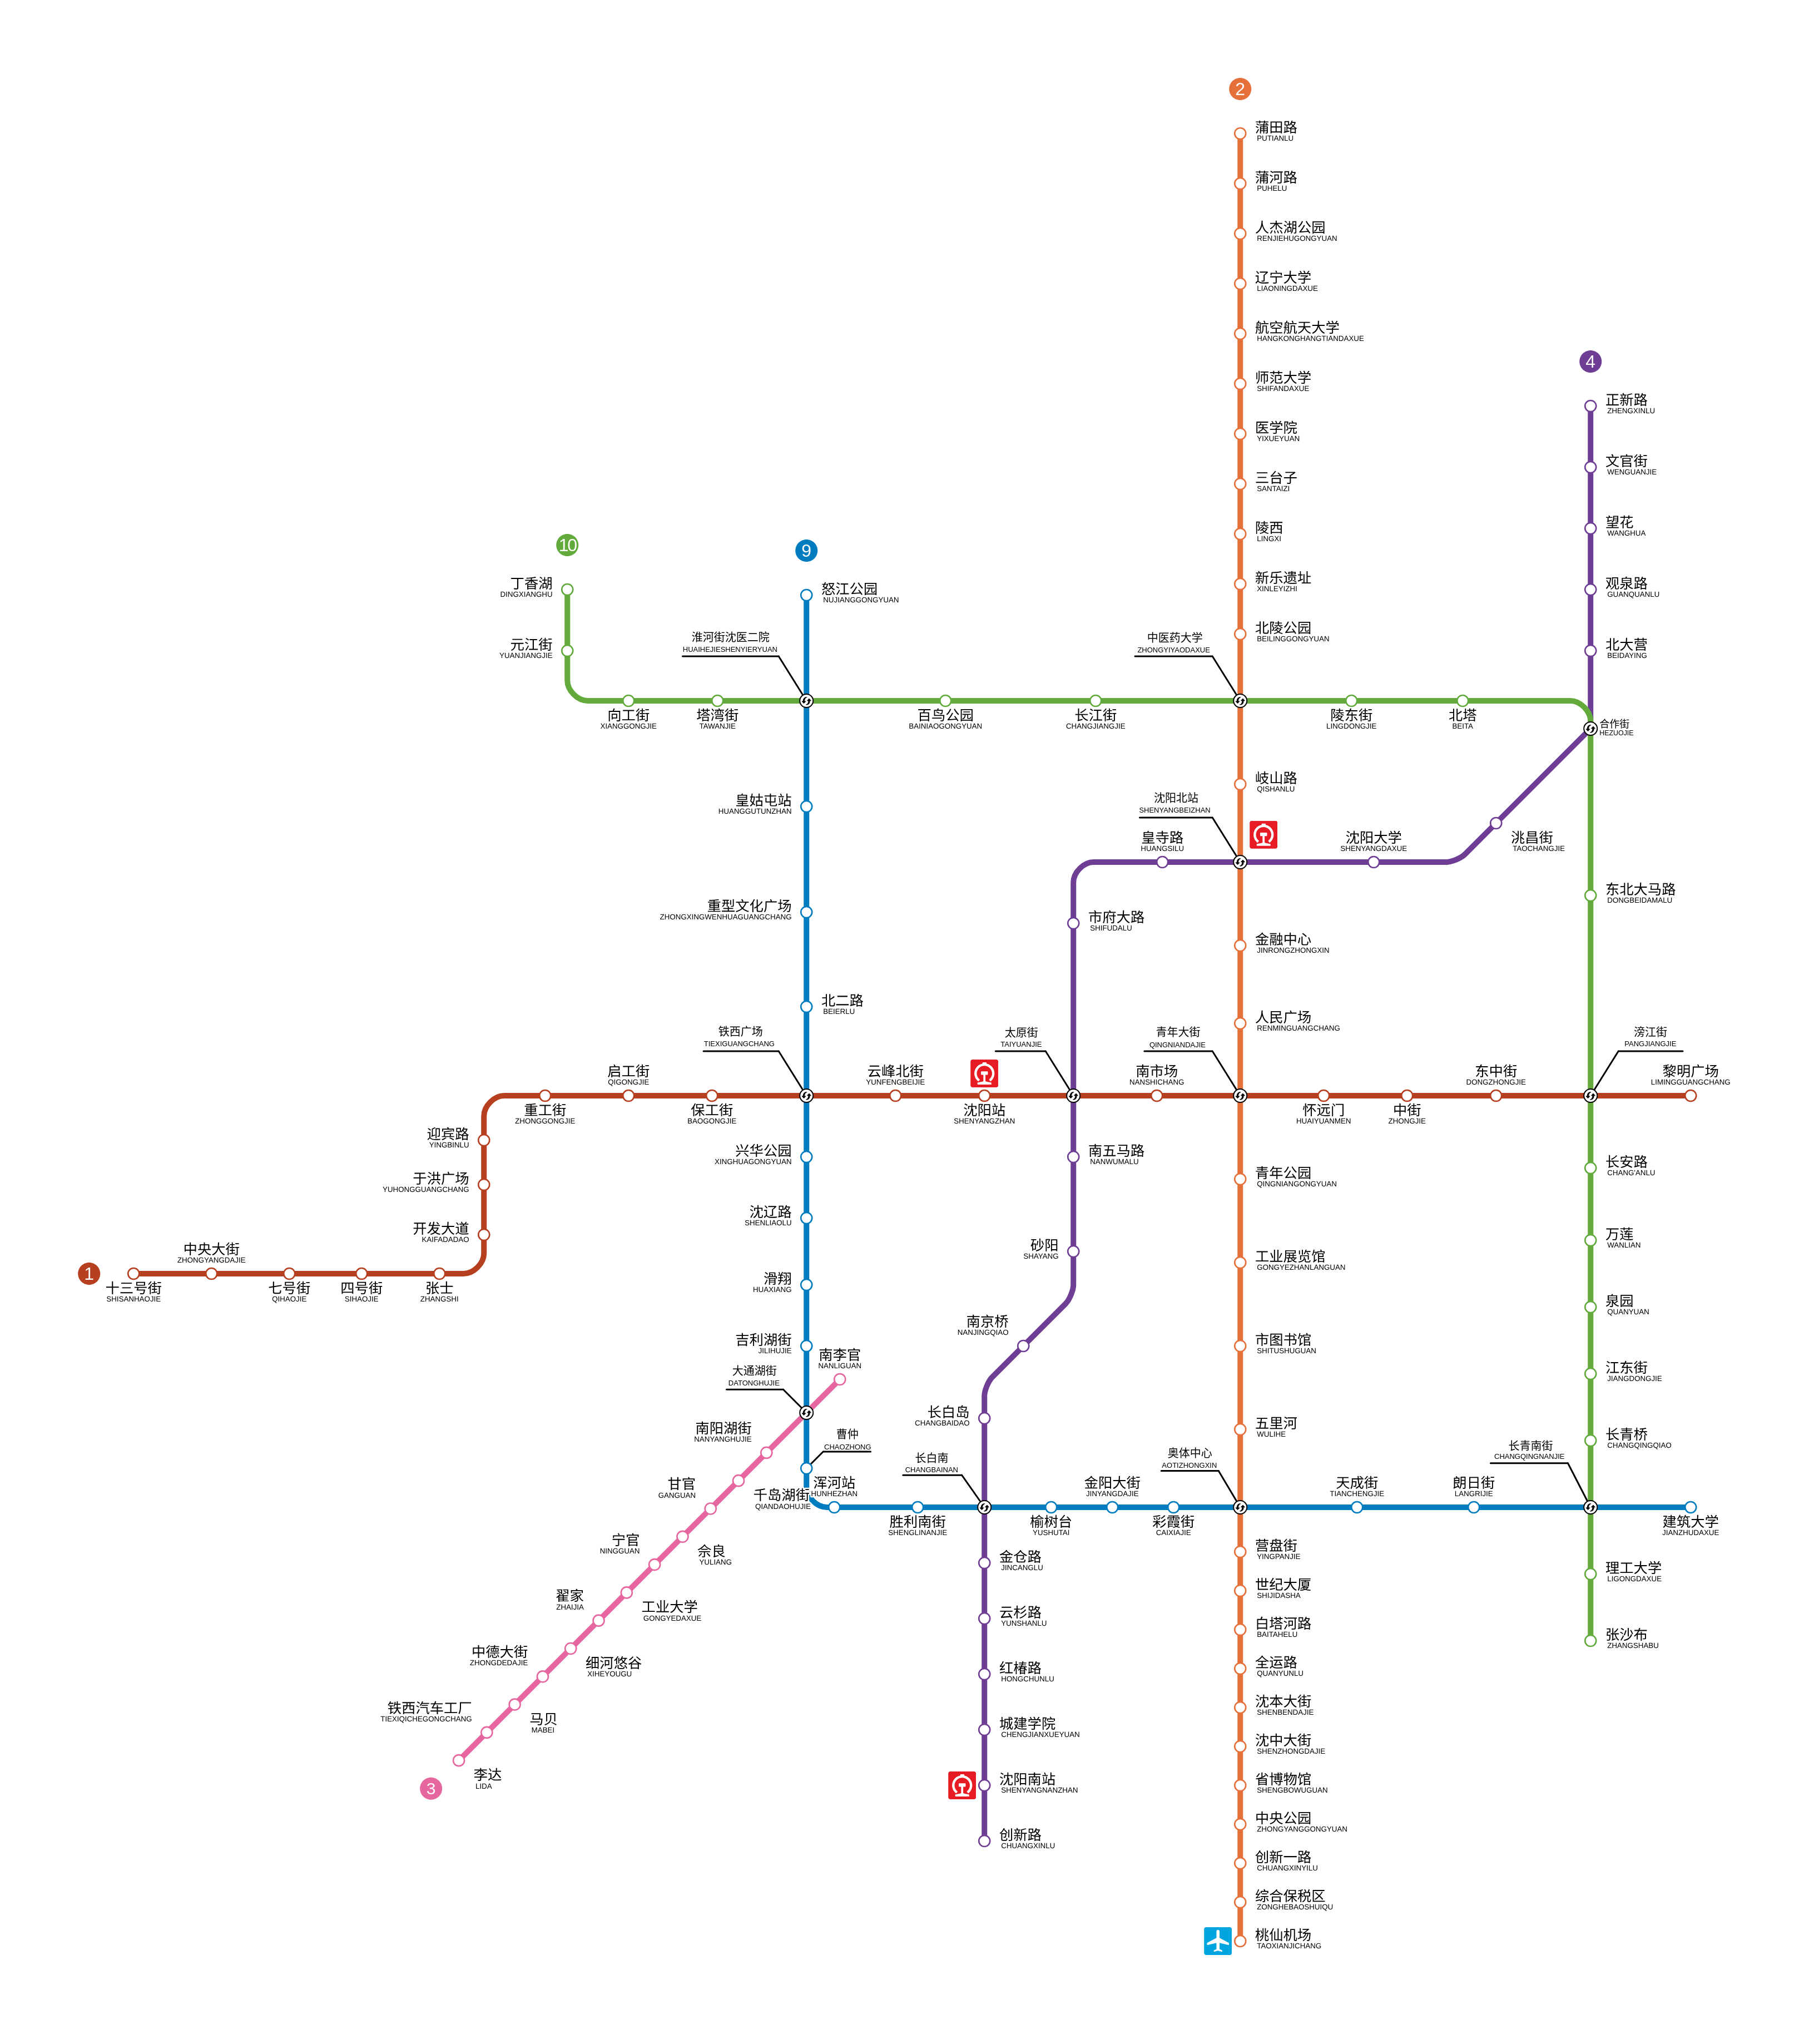 2
蒲田路
PUTIANLU
蒲河路
PUHELU
人杰湖公园
RENJIEHUGONGYUAN
辽宁大学
LIAONINGDAXUE
航空航天大学
HANGKONGHANGTIANDAXUE
师范大学
SHIFANDAXUE
医学院
YIXUEYUAN
三台子
SANTAIZI
陵西
LINGXI
新乐遗址
XINLEYIZHI
北陵公园
BEILINGGONGYUAN
中医药大学
ZHONGYIYAODAXUE
岐山路
QISHANLU
沈阳北站
SHENYANGBEIZHAN
金融中心
JINRONGZHONGXIN
人民广场
RENMINGUANGCHANG
青年大街
QINGNIANDAJIE
青年公园
QINGNIANGONGYUAN
工业展览馆
GONGYEZHANLANGUAN
市图书馆
SHITUSHUGUAN
五里河
WULIHE
奥体中心
AOTIZHONGXIN
营盘街
YINGPANJIE
世纪大厦
SHIJIDASHA
白塔河路
BAITAHELU
全运路
QUANYUNLU
沈本大街
SHENBENDAJIE
沈中大街
SHENZHONGDAJIE
省博物馆
SHENGBOWUGUAN
中央公园
ZHONGYANGGONGYUAN
创新一路
CHUANGXINYILU
综合保税区
ZONGHEBAOSHUIQU
桃仙机场
TAOXIANJICHANG
4
正新路
ZHENGXINLU
文官街
WENGUANJIE
望花
WANGHUA
观泉路
GUANQUANLU
北大营
BEIDAYING
合作街
HEZUOJIE
洮昌街
TAOCHANGJIE
沈阳大学
SHENYANGDAXUE
皇寺路
HUANGSILU
市府大路
SHIFUDALU
太原街
TAIYUANJIE
南五马路
NANWUMALU
砂阳
SHAYANG
南京桥
NANJINGQIAO
长白岛
CHANGBAIDAO
长白南
CHANGBAINAN
金仓路
JINCANGLU
云杉路
YUNSHANLU
红椿路
HONGCHUNLU
城建学院
CHENGJIANXUEYUAN
沈阳南站
SHENYANGNANZHAN
创新路
CHUANGXINLU
10
丁香湖
DINGXIANGHU
元江街
YUANJIANGJIE
向工街
XIANGGONGJIE
塔湾街
TAWANJIE
淮河街沈医二院
HUAIHEJIESHENYIERYUAN
百鸟公园
BAINIAOGONGYUAN
长江街
CHANGJIANGJIE
陵东街
LINGDONGJIE
北塔
BEITA
东北大马路
DONGBEIDAMALU
滂江街
PANGJIANGJIE
长安路
CHANG'ANLU
万莲
WANLIAN
泉园
QUANYUAN
江东街
JIANGDONGJIE
长青桥
CHANGQINGQIAO
长青南街
CHANGQINGNANJIE
理工大学
LIGONGDAXUE
张沙布
ZHANGSHABU
9
怒江公园
NUJIANGGONGYUAN
皇姑屯站
HUANGGUTUNZHAN
重型文化广场
ZHONGXINGWENHUAGUANGCHANG
北二路
BEIERLU
铁西广场
TIEXIGUANGCHANG
兴华公园
XINGHUAGONGYUAN
沈辽路
SHENLIAOLU
滑翔
HUAXIANG
吉利湖街
JILIHUJIE
大通湖街
DATONGHUJIE
曹仲
CHAOZHONG
千岛湖街
QIANDAOHUJIE
浑河站
HUNHEZHAN
胜利南街
SHENGLINANJIE
榆树台
YUSHUTAI
金阳大街
JINYANGDAJIE
彩霞街
CAIXIAJIE
天成街
TIANCHENGJIE
朗日街
LANGRIJIE
建筑大学
JIANZHUDAXUE
1
十三号街
SHISANHAOJIE
中央大街
ZHONGYANGDAJIE
七号街
QIHAOJIE
四号街
SIHAOJIE
张士
ZHANGSHI
开发大道
KAIFADADAO
于洪广场
YUHONGGUANGCHANG
迎宾路
YINGBINLU
重工街
ZHONGGONGJIE
启工街
QIGONGJIE
保工街
BAOGONGJIE
云峰北街
YUNFENGBEIJIE
沈阳站
SHENYANGZHAN
南市场
NANSHICHANG
怀远门
HUAIYUANMEN
中街
ZHONGJIE
东中街
DONGZHONGJIE
黎明广场
LIMINGGUANGCHANG
南李官
NANLIGUAN
南阳湖街
NANYANGHUJIE
甘官
GANGUAN
宁官
NINGGUAN
佘良
YULIANG
翟家
ZHAIJIA
工业大学
GONGYEDAXUE
中德大街
ZHONGDEDAJIE
细河悠谷
XIHEYOUGU
铁西汽车工厂
TIEXIQICHEGONGCHANG
马贝
MABEI
李达
LIDA
3